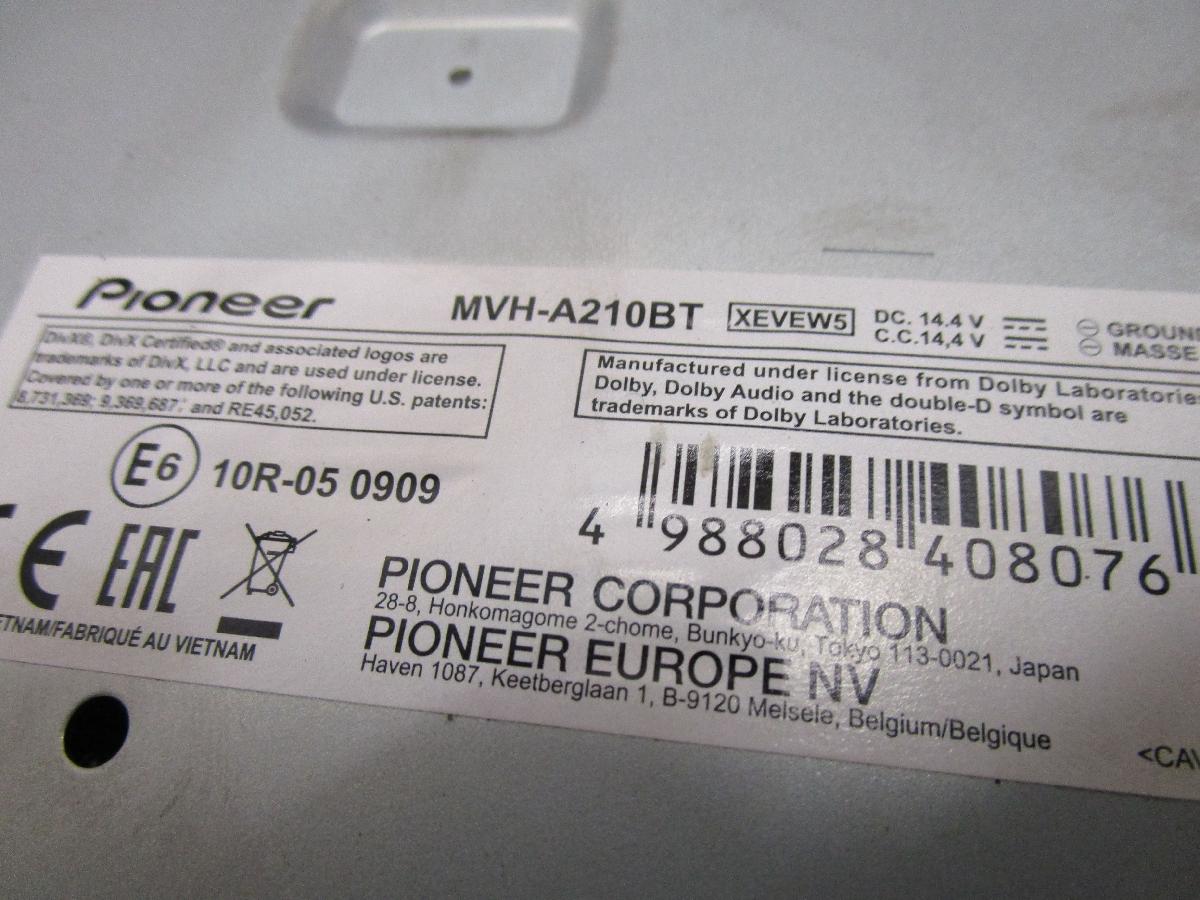 Pioneer MVH-A210BT XEVEW5 DC. 14.4 V
C.C.14,4 V
GROUN
MASSE
DivX®, DivX Certified® and associated logos are
trademarks of DivX, LLC and are used under license.
Covered by one or more of the following U.S. patents:
8,731,369; 9,369,687; and RE45,052.
Manufactured under license from Dolby Laboratories
Dolby, Dolby Audio and the double-D symbol are
trademarks of Dolby Laboratories.
E6 10R-05 0909
4 988028 408076
CE EAC
ETNAM/FABRIQUÉ AU VIETNAM
PIONEER CORPORATION
28-8, Honkomagome 2-chome, Bunkyo-ku, Tokyo 113-0021, Japan
PIONEER EUROPE NV
Haven 1087, Keetberglaan 1, B-9120 Melsele, Belgium/Belgique
<CAV